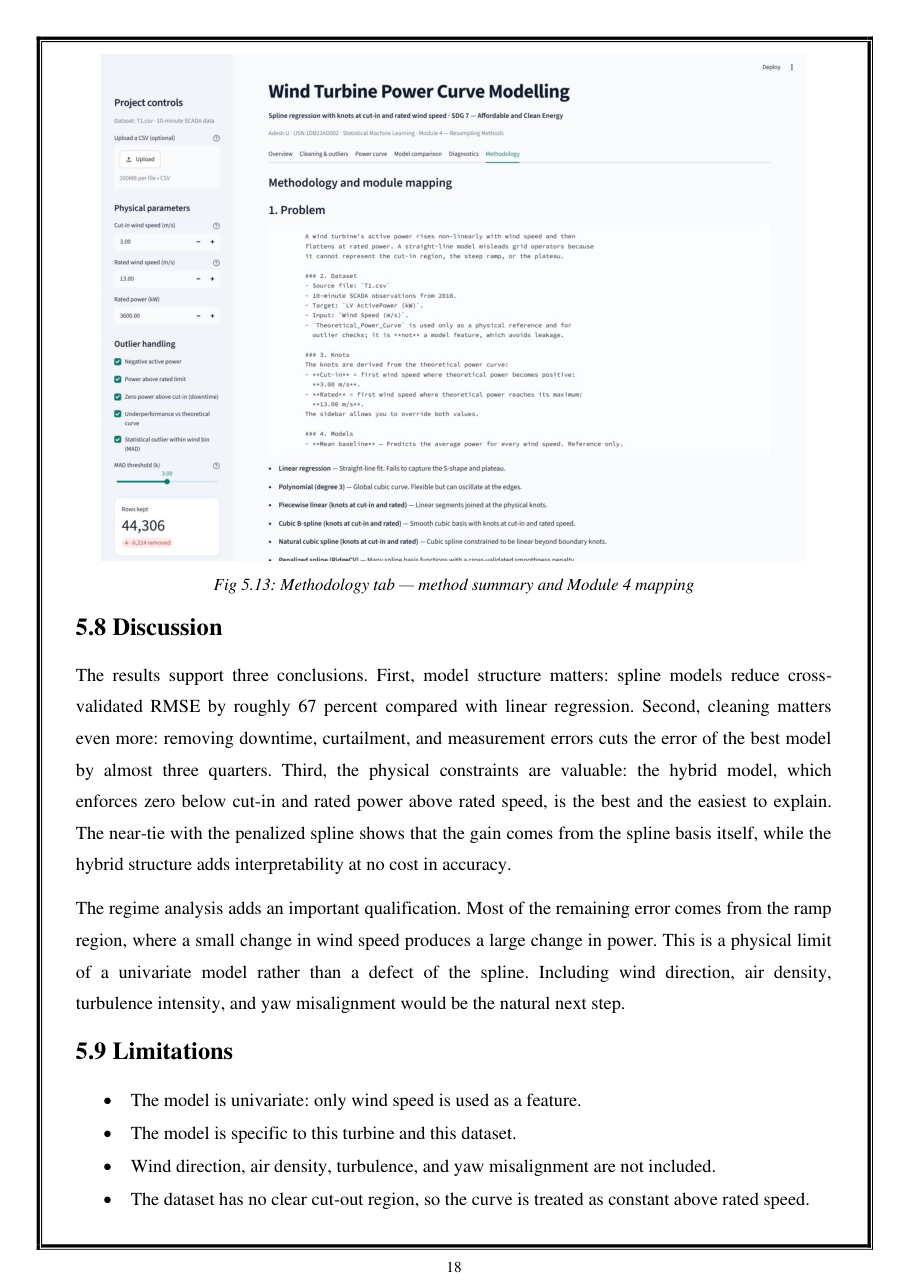 Deploy
Project controls
Dataset: T1.csv · 10-minute SCADA data
Upload a CSV (optional)
Upload
200MB per file • CSV
Physical parameters
Cut-in wind speed (m/s)
3.00
Rated wind speed (m/s)
13.00
Rated power (kW)
3600.00
Outlier handling
Negative active power
Power above rated limit
Zero power above cut-in (downtime)
Underperformance vs theoretical
curve
Statistical outlier within wind bin
(MAD)
MAD threshold (k)
3.00
Rows kept
44,306
-6,224 removed
Wind Turbine Power Curve Modelling
Spline regression with knots at cut-in and rated wind speed · SDG 7 — Affordable and Clean Energy
Adesh U · USN 1DB23AD002 · Statistical Machine Learning · Module 4 — Resampling Methods
Overview Cleaning & outliers Power curve Model comparison Diagnostics Methodology
Methodology and module mapping
1. Problem
A wind turbine's active power rises non-linearly with wind speed and then
flattens at rated power. A straight-line model misleads grid operators because
it cannot represent the cut-in region, the steep ramp, or the plateau.
### 2. Dataset
- Source file: `T1.csv`
- 10-minute SCADA observations from 2018.
- Target: `LV ActivePower (kW)`.
- Input: `Wind Speed (m/s)`.
- `Theoretical_Power_Curve` is used only as a physical reference and for
outlier checks; it is **not** a model feature, which avoids leakage.
### 3. Knots
The knots are derived from the theoretical power curve:
- **Cut-in** = first wind speed where theoretical power becomes positive:
**3.00 m/s**.
- **Rated** = first wind speed where theoretical power reaches its maximum:
**13.00 m/s**.
The sidebar allows you to override both values.
### 4. Models
- **Mean baseline** — Predicts the average power for every wind speed. Reference only.
• Linear regression — Straight-line fit. Fails to capture the S-shape and plateau.
• Polynomial (degree 3) — Global cubic curve. Flexible but can oscillate at the edges.
• Piecewise linear (knots at cut-in and rated) — Linear segments joined at the physical knots.
• Cubic B-spline (knots at cut-in and rated) — Smooth cubic basis with knots at cut-in and rated speed.
• Natural cubic spline (knots at cut-in and rated) — Cubic spline constrained to be linear beyond boundary knots.
• Penalized spline (RidgeCV) — Many spline basis functions with a cross-validated smoothness penalty.
Fig 5.13: Methodology tab — method summary and Module 4 mapping
5.8 Discussion
The results support three conclusions. First, model structure matters: spline models reduce cross-
validated RMSE by roughly 67 percent compared with linear regression. Second, cleaning matters
even more: removing downtime, curtailment, and measurement errors cuts the error of the best model
by almost three quarters. Third, the physical constraints are valuable: the hybrid model, which
enforces zero below cut-in and rated power above rated speed, is the best and the easiest to explain.
The near-tie with the penalized spline shows that the gain comes from the spline basis itself, while the
hybrid structure adds interpretability at no cost in accuracy.
The regime analysis adds an important qualification. Most of the remaining error comes from the ramp
region, where a small change in wind speed produces a large change in power. This is a physical limit
of a univariate model rather than a defect of the spline. Including wind direction, air density,
turbulence intensity, and yaw misalignment would be the natural next step.
5.9 Limitations
• The model is univariate: only wind speed is used as a feature.
• The model is specific to this turbine and this dataset.
• Wind direction, air density, turbulence, and yaw misalignment are not included.
• The dataset has no clear cut-out region, so the curve is treated as constant above rated speed.
18